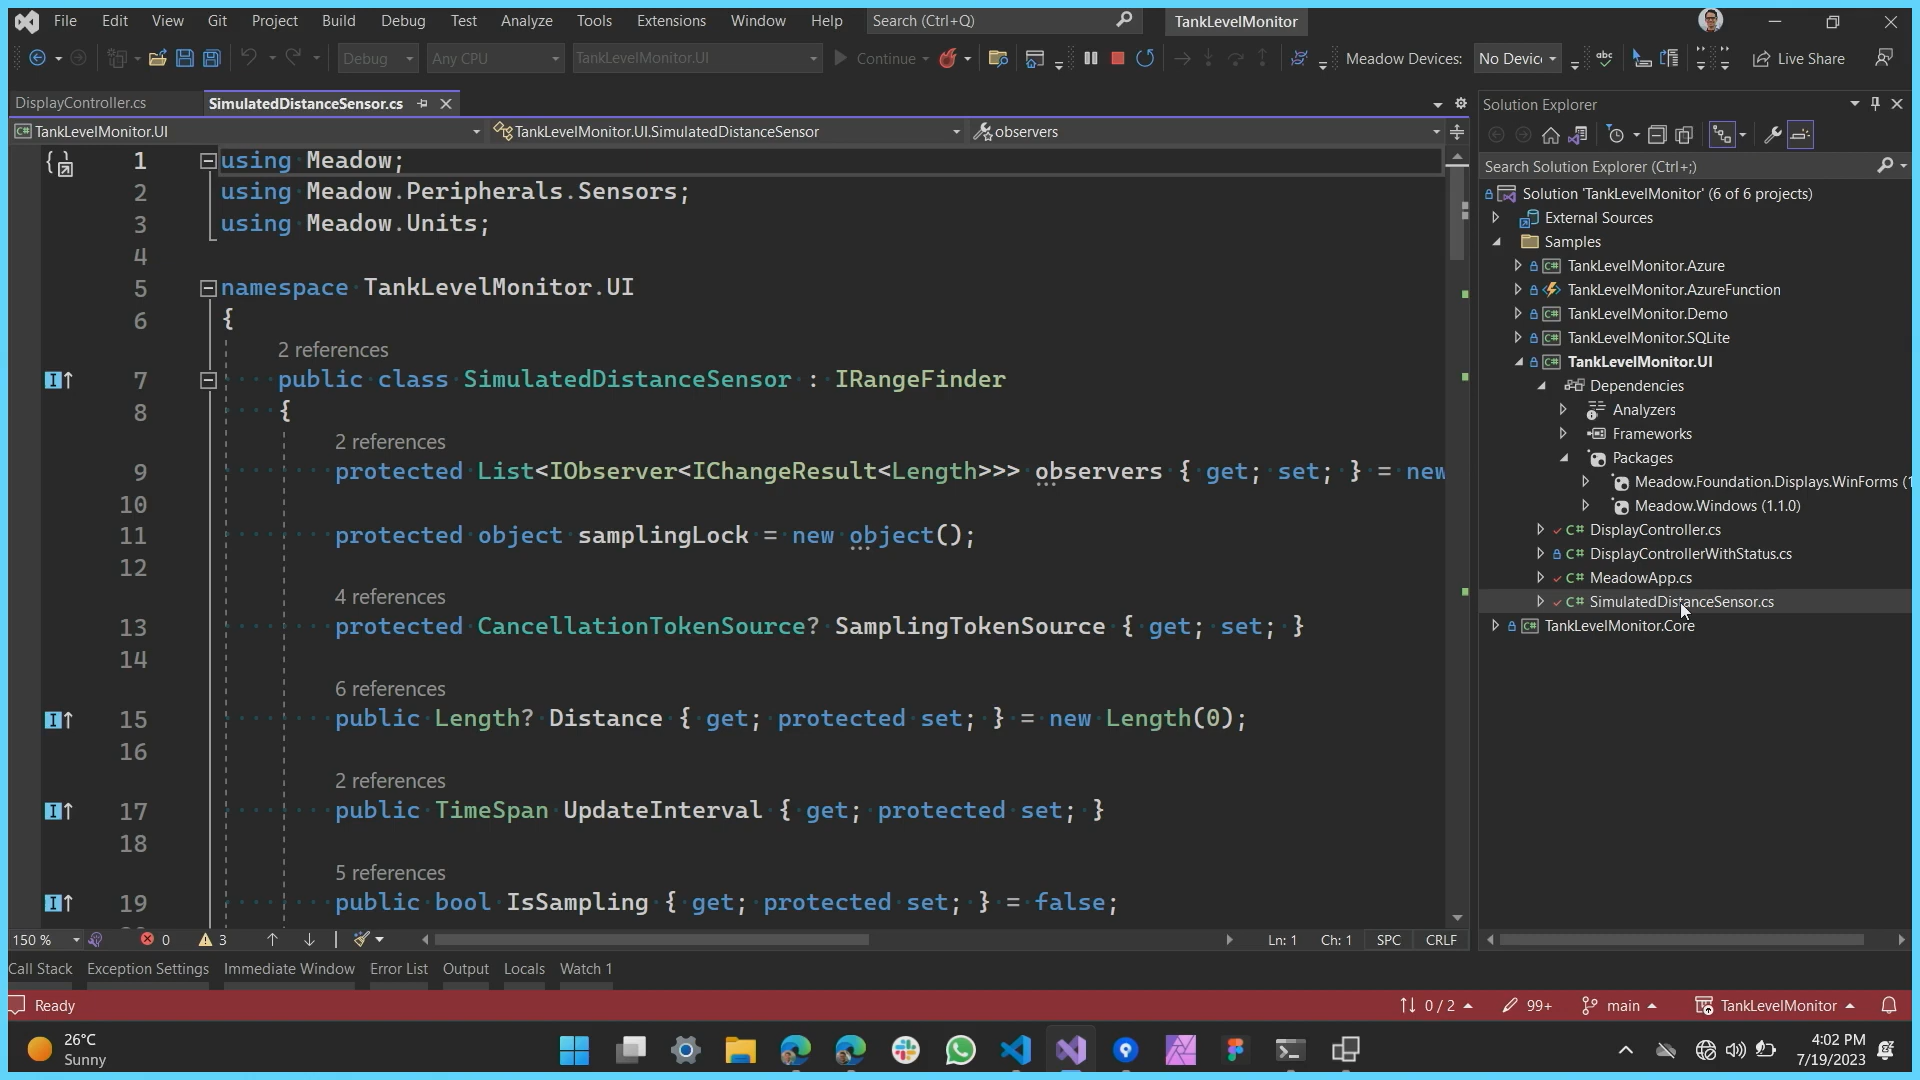 File Edit View Git Project Build Debug Test Analyze Tools Extensions Window Help Search (Ctrl+Q) TankLevelMonitor
Debug Any CPU TankLevelMonitor.UI Continue Meadow Devices: No Devic Live Share
DisplayController.cs SimulatedDistanceSensor.cs
TankLevelMonitor.UI TankLevelMonitor.UI.SimulatedDistanceSensor observers
1 using Meadow;
2 using Meadow.Peripherals.Sensors;
3 using Meadow.Units;
4
5 namespace TankLevelMonitor.UI
6 {
2 references
7 public class SimulatedDistanceSensor : IRangeFinder
8 {
2 references
9 protected List<IObserver<IChangeResult<Length>>> observers { get; set; } = new
10
11 protected object samplingLock = new object();
12
4 references
13 protected CancellationTokenSource? SamplingTokenSource { get; set; }
14
6 references
15 public Length? Distance { get; protected set; } = new Length(0);
16
2 references
17 public TimeSpan UpdateInterval { get; protected set; }
18
5 references
19 public bool IsSampling { get; protected set; } = false;
150 % 0 3 Ln: 1 Ch: 1 SPC CRLF
Solution Explorer
Search Solution Explorer (Ctrl+;)
Solution 'TankLevelMonitor' (6 of 6 projects)
External Sources
Samples
TankLevelMonitor.Azure
TankLevelMonitor.AzureFunction
TankLevelMonitor.Demo
TankLevelMonitor.SQLite
TankLevelMonitor.UI
Dependencies
Analyzers
Frameworks
Packages
Meadow.Foundation.Displays.WinForms (1
Meadow.Windows (1.1.0)
DisplayController.cs
DisplayControllerWithStatus.cs
MeadowApp.cs
SimulatedDistanceSensor.cs
TankLevelMonitor.Core
Call Stack Exception Settings Immediate Window Error List Output Locals Watch 1
Ready 0 / 2 99+ main TankLevelMonitor
26°C
Sunny
4:02 PM
7/19/2023